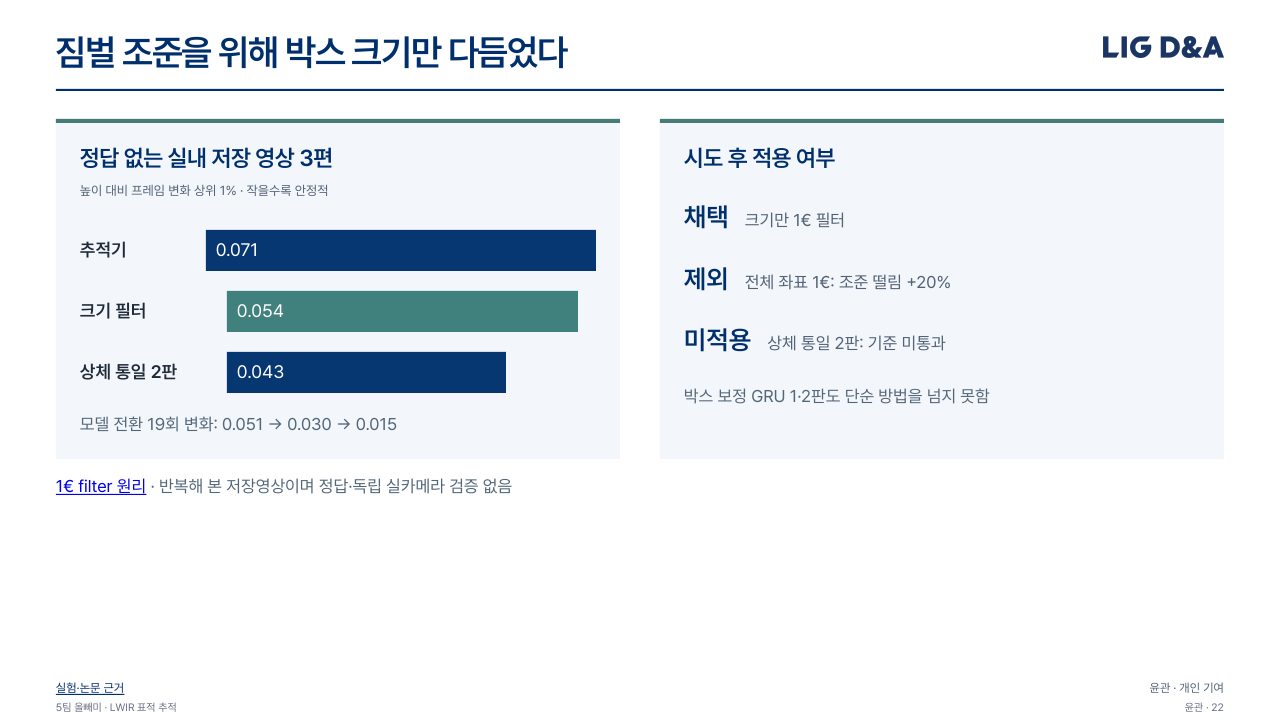 짐벌 조준을 위해 박스 크기만 다듬었다
LIG D&A
정답 없는 실내 저장 영상 3편
높이 대비 프레임 변화 상위 1% · 작을수록 안정적
추적기 0.071
크기 필터 0.054
상체 통일 2판 0.043
모델 전환 19회 변화: 0.051 → 0.030 → 0.015
시도 후 적용 여부
채택 크기만 1€ 필터
제외 전체 좌표 1€: 조준 떨림 +20%
미적용 상체 통일 2판: 기준 미통과
박스 보정 GRU 1·2판도 단순 방법을 넘지 못함
1€ filter 원리 · 반복해 본 저장영상이며 정답·독립 실카메라 검증 없음
실험·논문 근거
5팀 올빼미 · LWIR 표적 추적
윤관 · 개인 기여
윤관 · 22